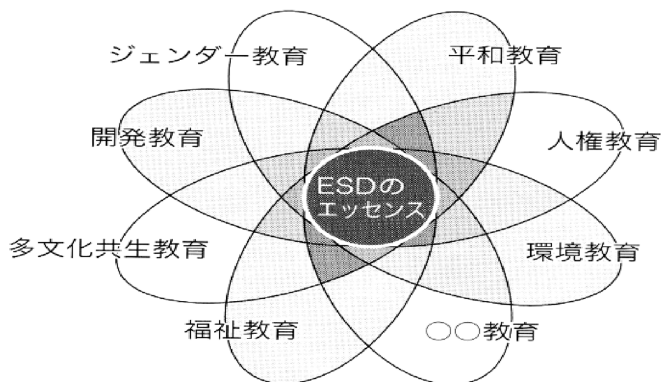 ジェンダー教育
平和教育
開発教育
人権教育
ESDの
エッセンス
多文化共生教育
環境教育
福祉教育
○○教育